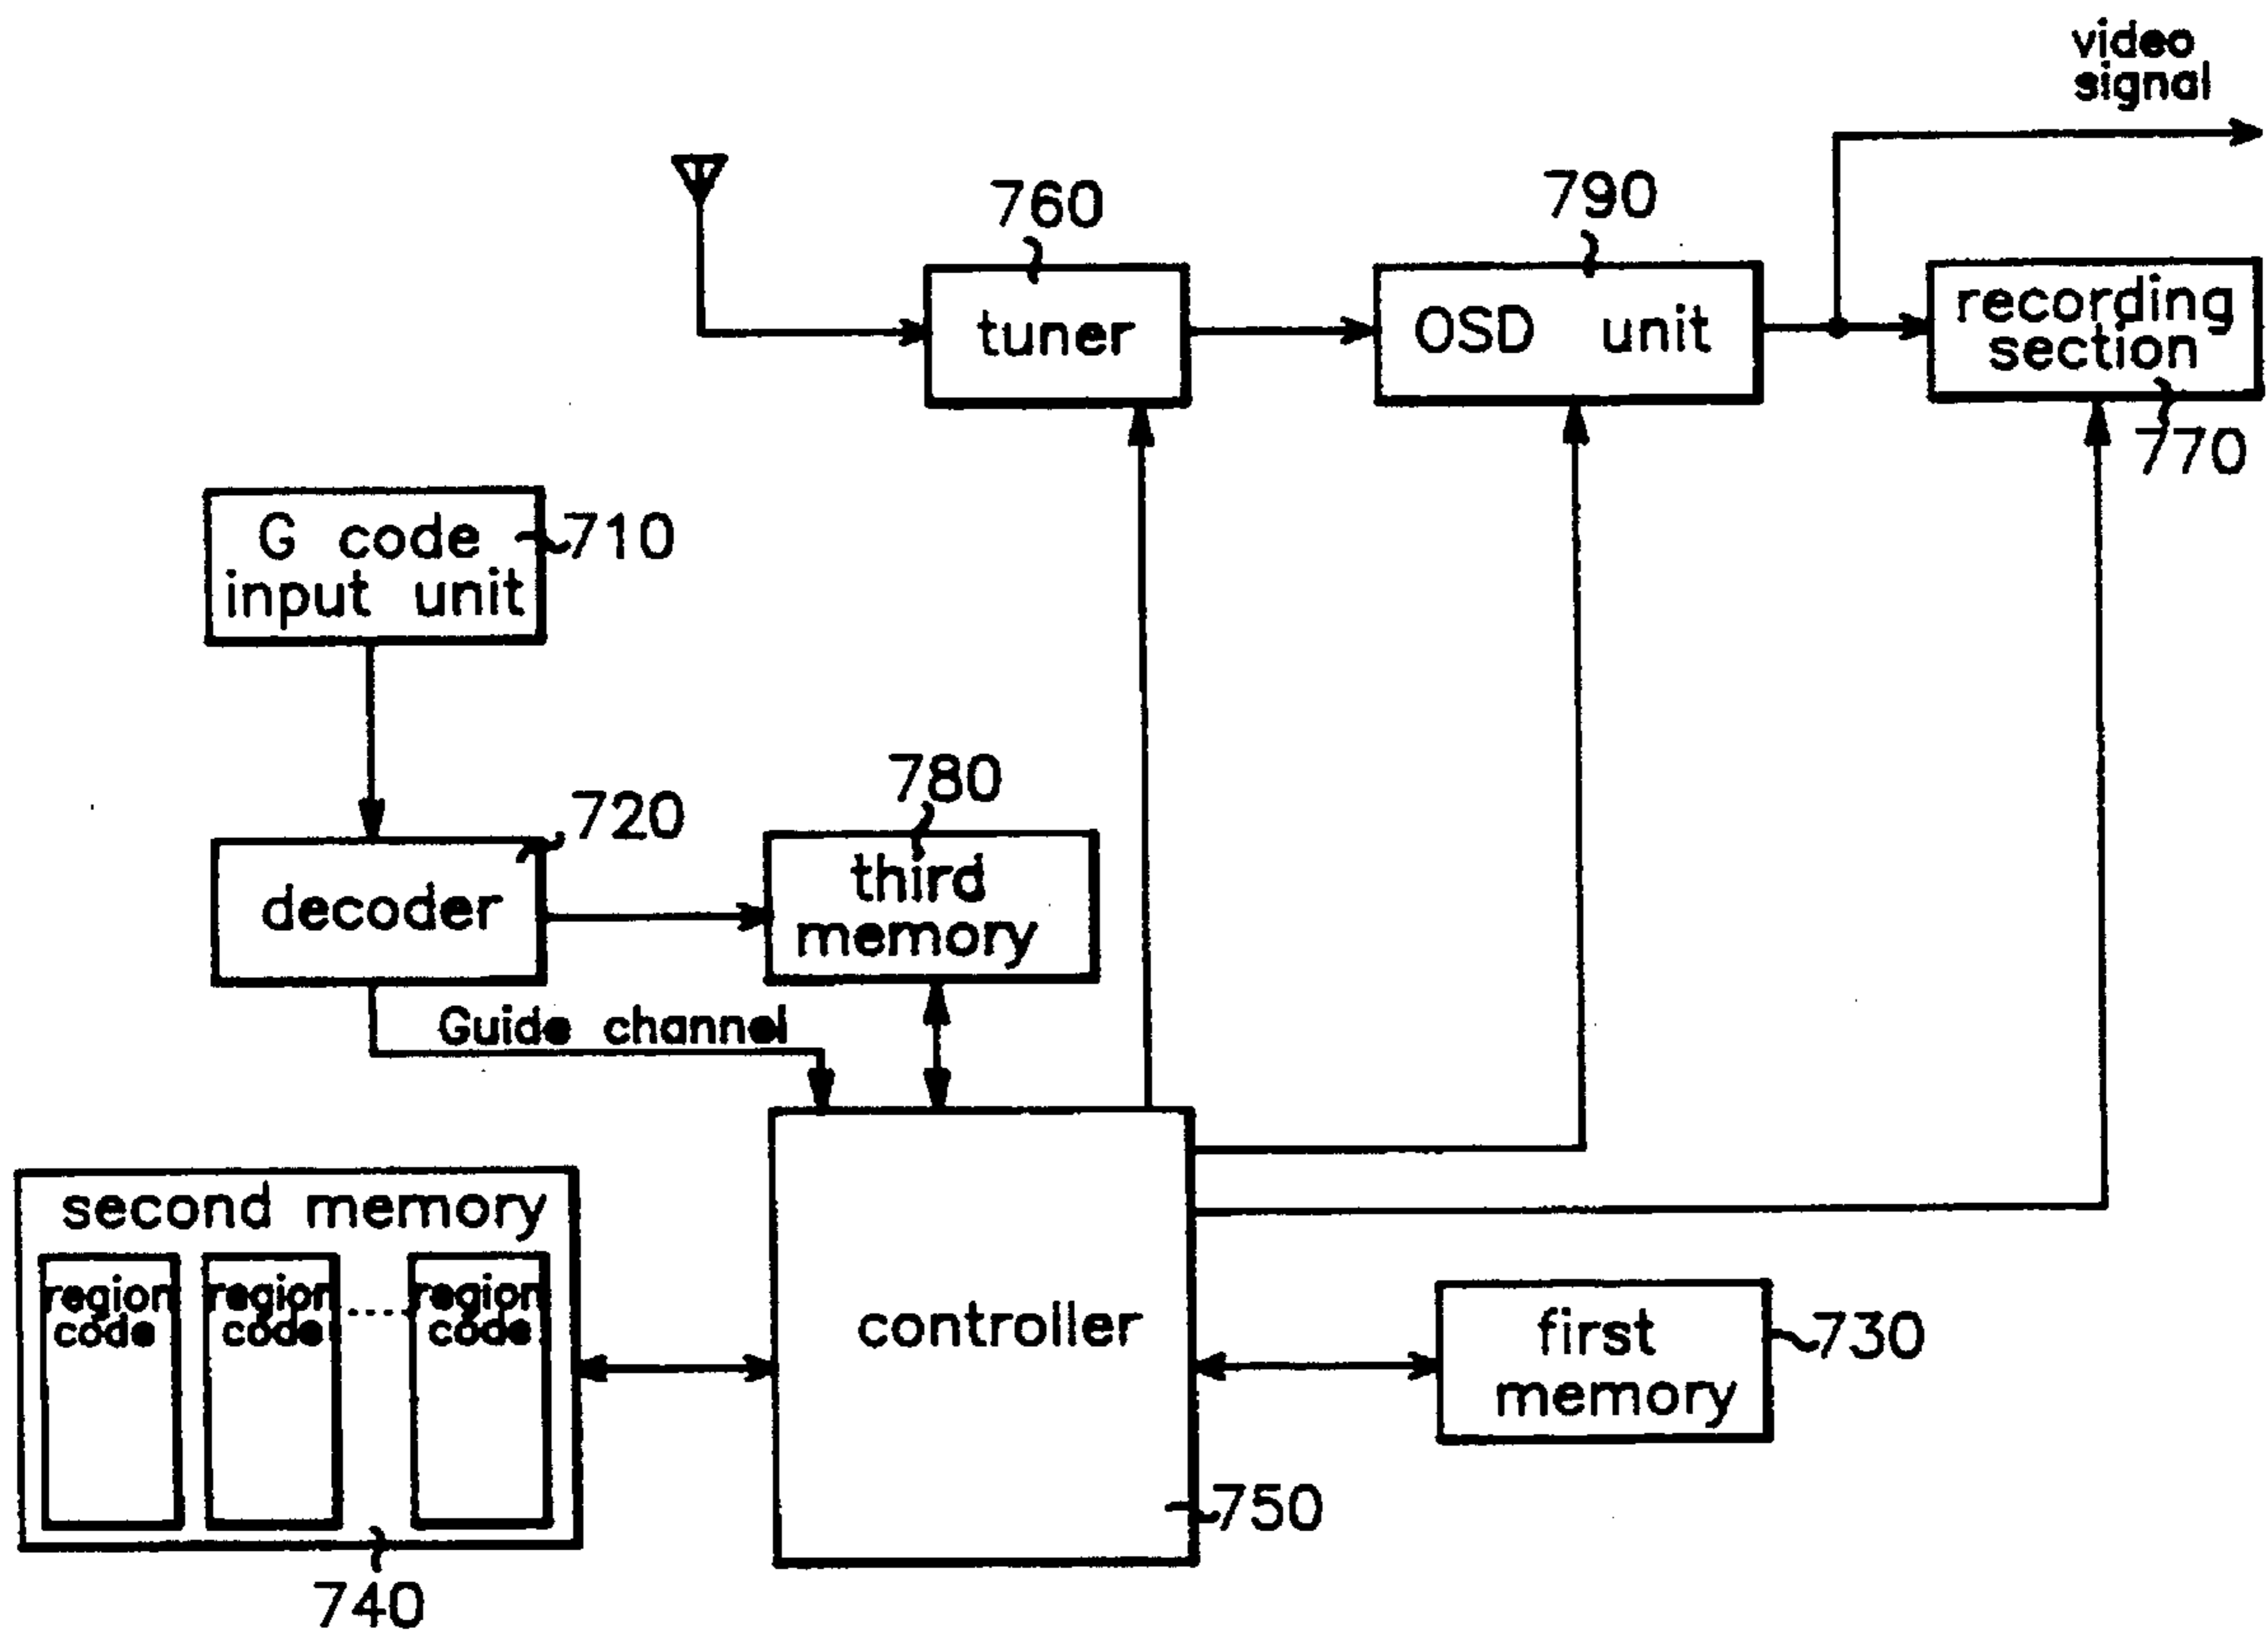 video
signal
760
790
tuner
OSD unit
recording
section
770
G code
input unit
710
720
780
decoder
third
memory
Guide channel
second memory
region
code
region
code
.....
region
code
controller
first
memory
730
750
740